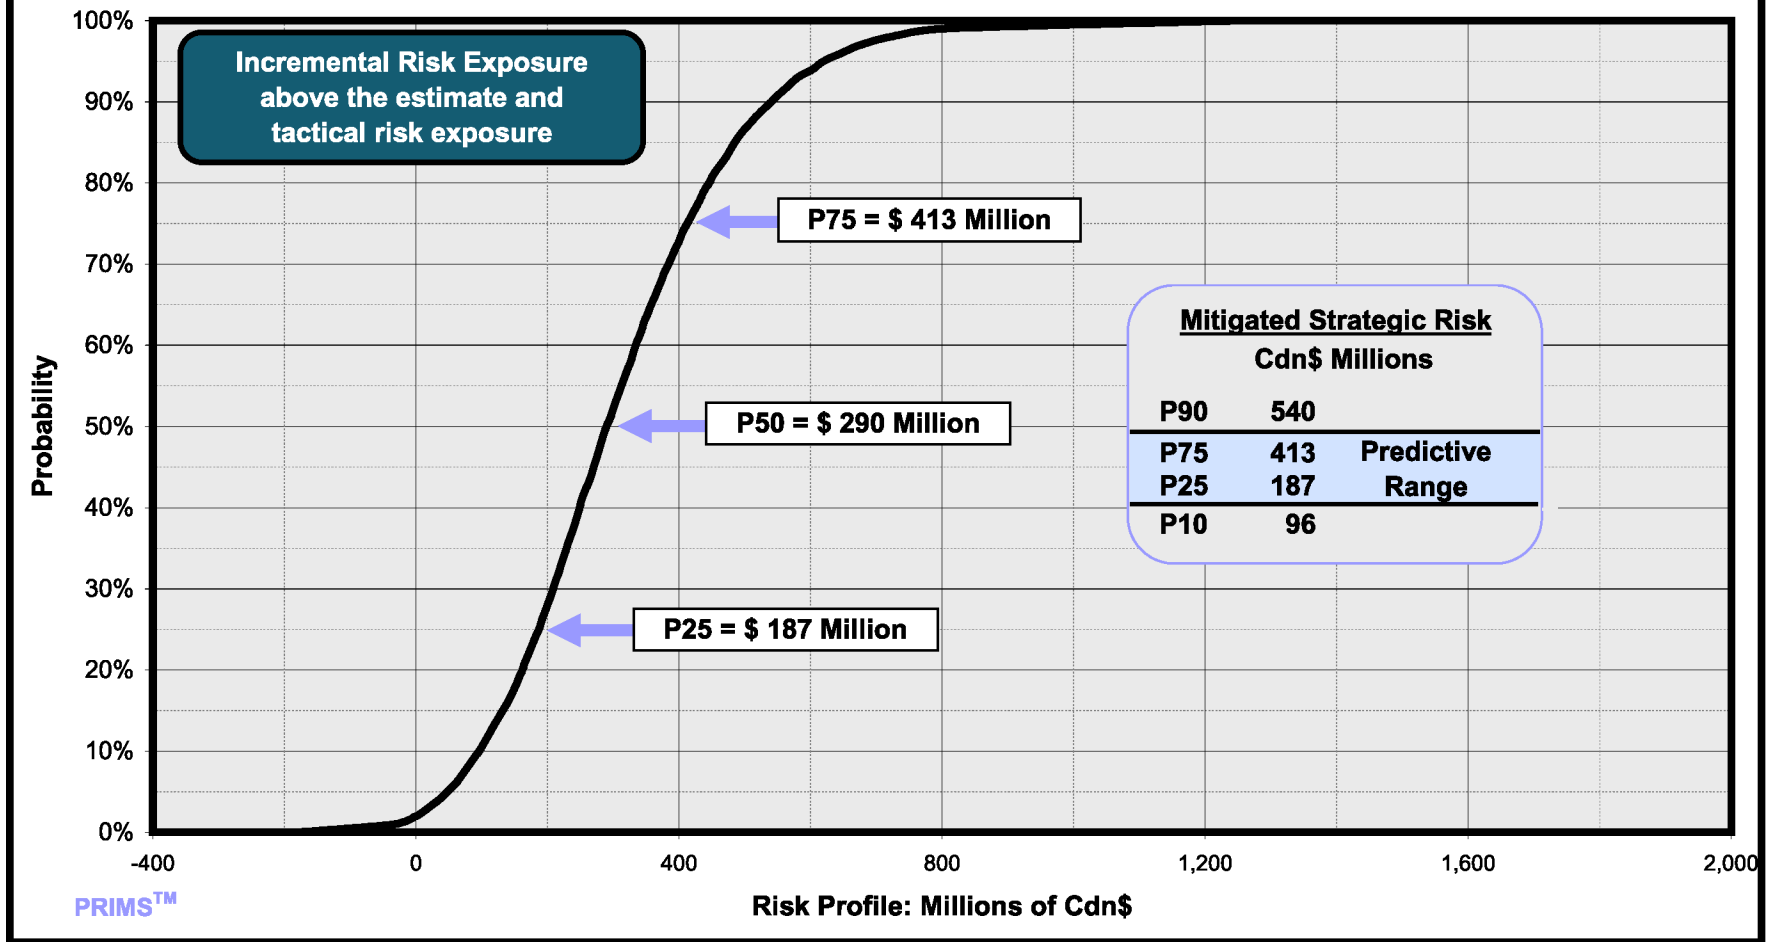 Incremental Risk Exposure
above the estimate and
tactical risk exposure
100%
90%
80%
70%
60%
50%
40%
30%
20%
10%
0%
Probability
P75 = $ 413 Million
P50 = $ 290 Million
P25 = $ 187 Million
Mitigated Strategic Risk
Cdn$ Millions
P90 540
P75 413 Predictive
P25 187 Range
P10 96
-400 0 400 800 1,200 1,600 2,000
Risk Profile: Millions of Cdn$
PRIMS™